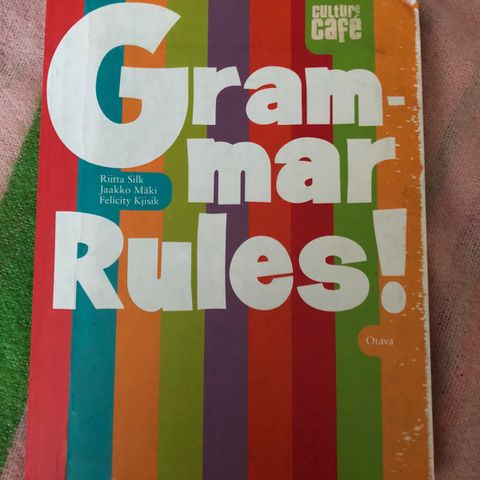 culture
café
Gram-
mar
Riitta Silk
Jaakko Mäki
Felicity Kjisik
Rules!
Otava